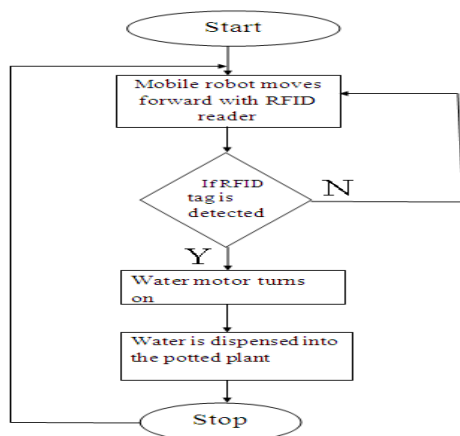 Start
Mobile robot moves
forward with RFID
reader
If RFID
tag is
detected
N
Y
Water motor turns
on
Water is dispensed into
the potted plant
Stop